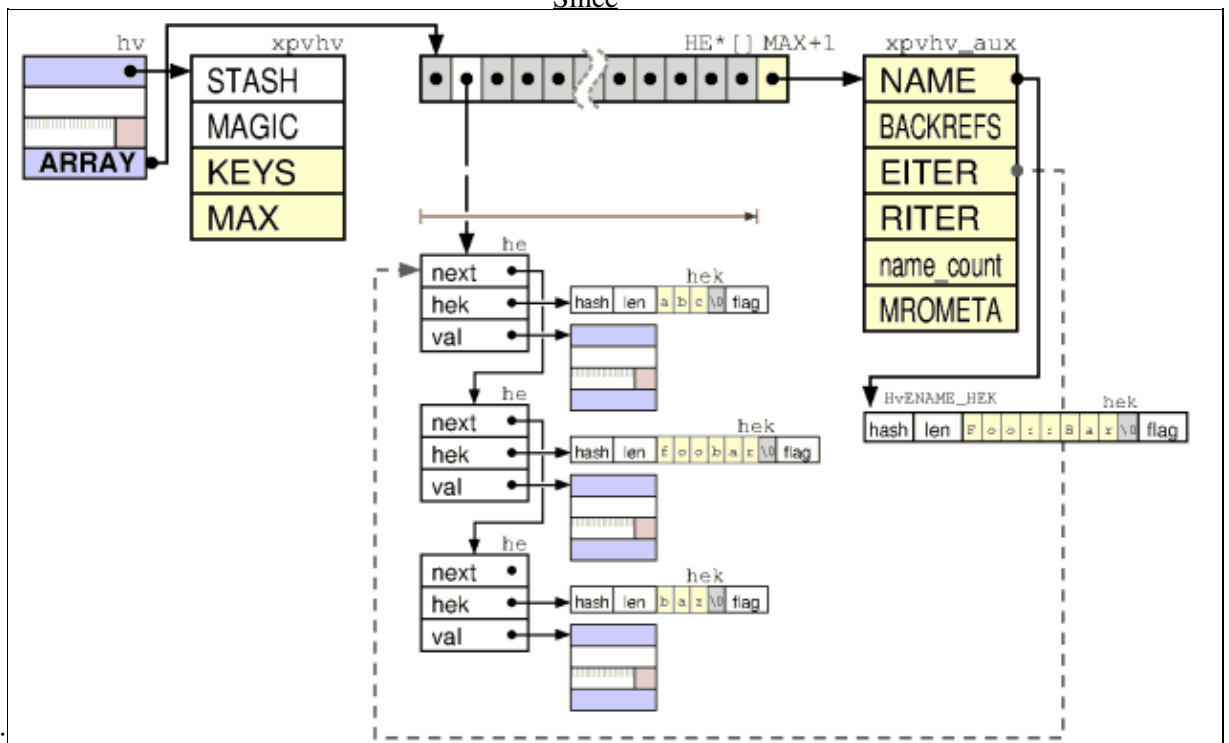 Since
hv xpvhv HE*[] MAX+1 xpvhv_aux
STASH
MAGIC
KEYS
MAX
ARRAY
NAME
BACKREFS
EITER
RITER
name_count
MROMETA
he
next
hek
val
hek
hash len a b c \0 flag
he
next
hek
val
hek
hash len f o o b a r \0 flag
he
next
hek
val
hek
hash len b a z \0 flag
HvENAME_HEK hek
hash len F o o : : B a r \0 flag
.